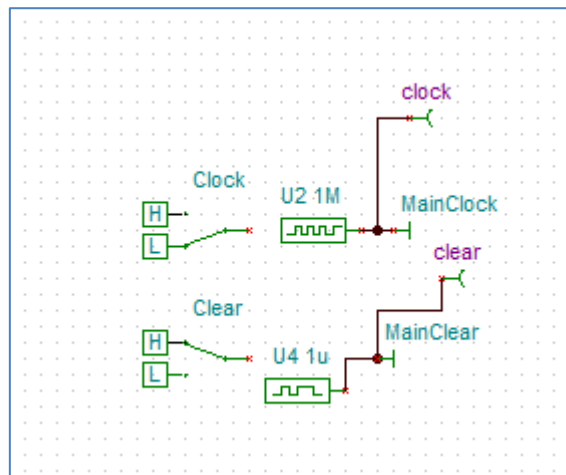 clock
Clock
U2 1M
MainClock
H
L
clear
Clear
MainClear
H
U4 1u
L